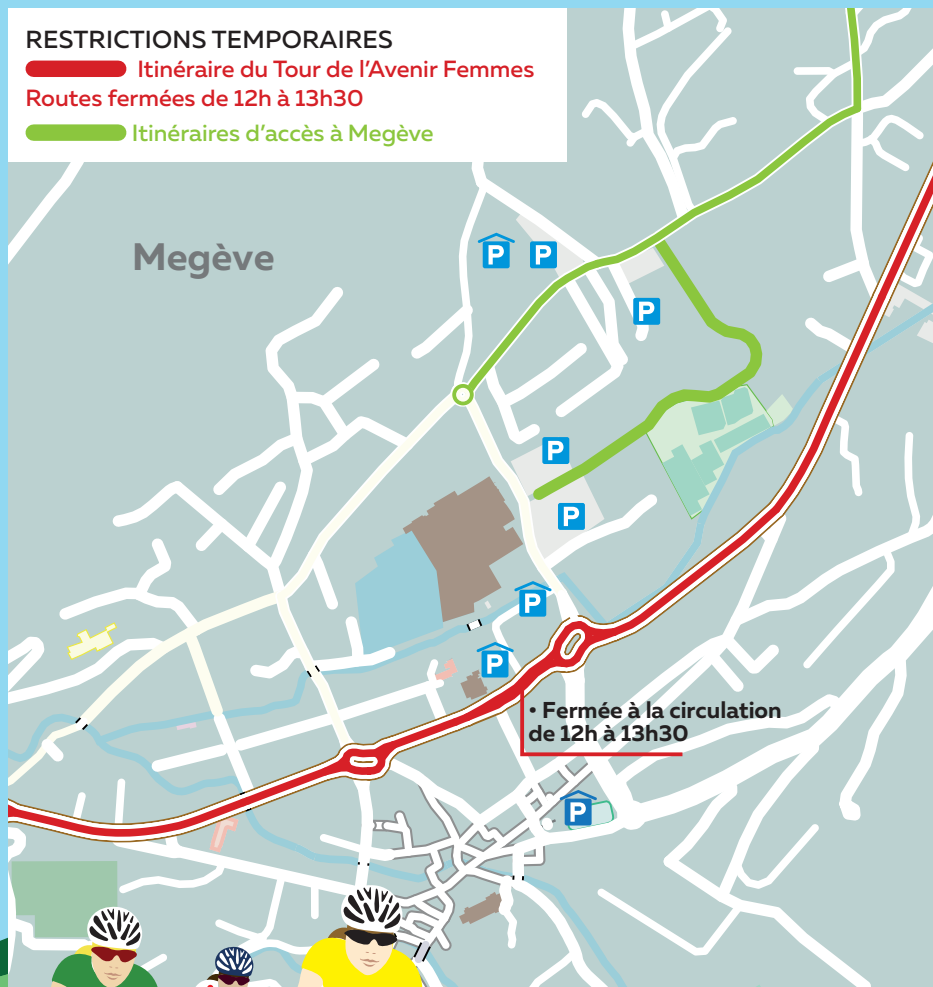 RESTRICTIONS TEMPORAIRES
Itinéraire du Tour de l'Avenir Femmes
Routes fermées de 12h à 13h30
Itinéraires d'accès à Megève
Megève
P
P
P
P
P
P
P
• Fermée à la circulation
de 12h à 13h30
P